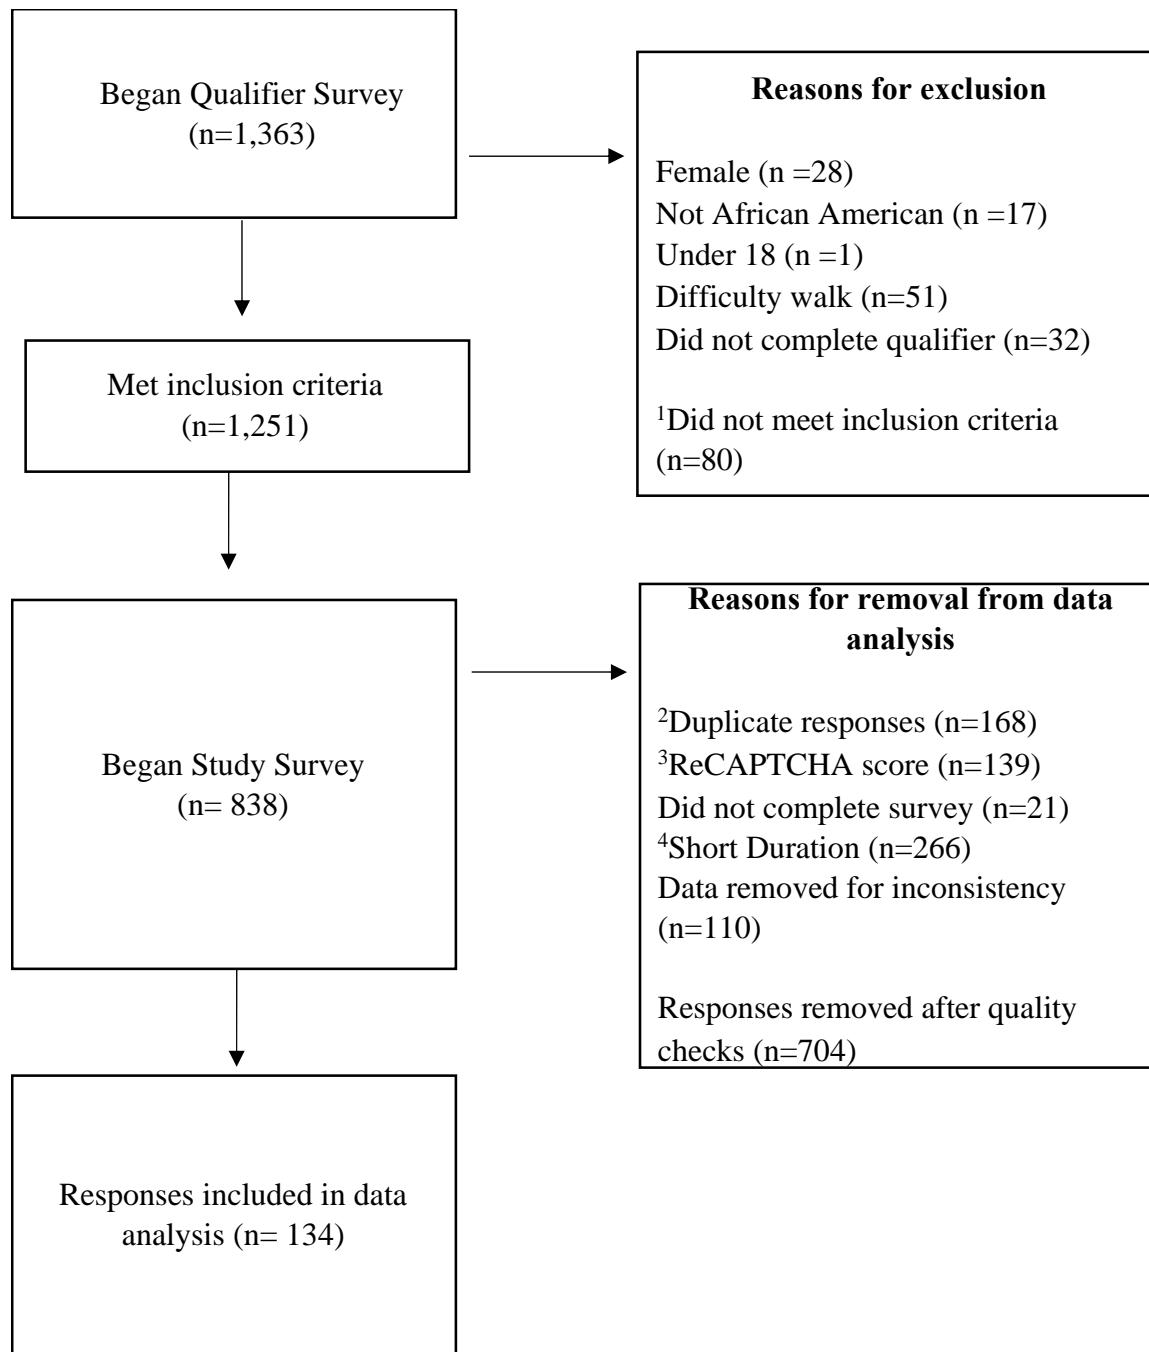 Began Qualifier Survey
(n=1,363)
Reasons for exclusion
Female (n =28)
Not African American (n =17)
Under 18 (n =1)
Difficulty walk (n=51)
Did not complete qualifier (n=32)
¹Did not meet inclusion criteria
(n=80)
Met inclusion criteria
(n=1,251)
Began Study Survey
(n= 838)
Reasons for removal from data
analysis
²Duplicate responses (n=168)
³ReCAPTCHA score (n=139)
Did not complete survey (n=21)
⁴Short Duration (n=266)
Data removed for inconsistency
(n=110)
Responses removed after quality
checks (n=704)
Responses included in data
analysis (n= 134)